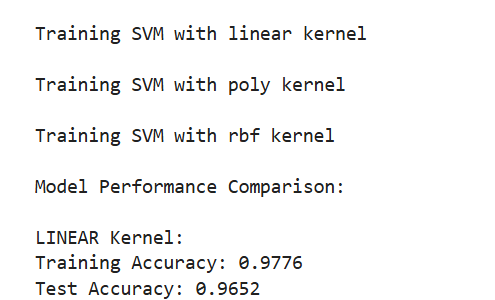 Training SVM with linear kernel
Training SVM with poly kernel
Training SVM with rbf kernel
Model Performance Comparison:
LINEAR Kernel:
Training Accuracy: 0.9776
Test Accuracy: 0.9652